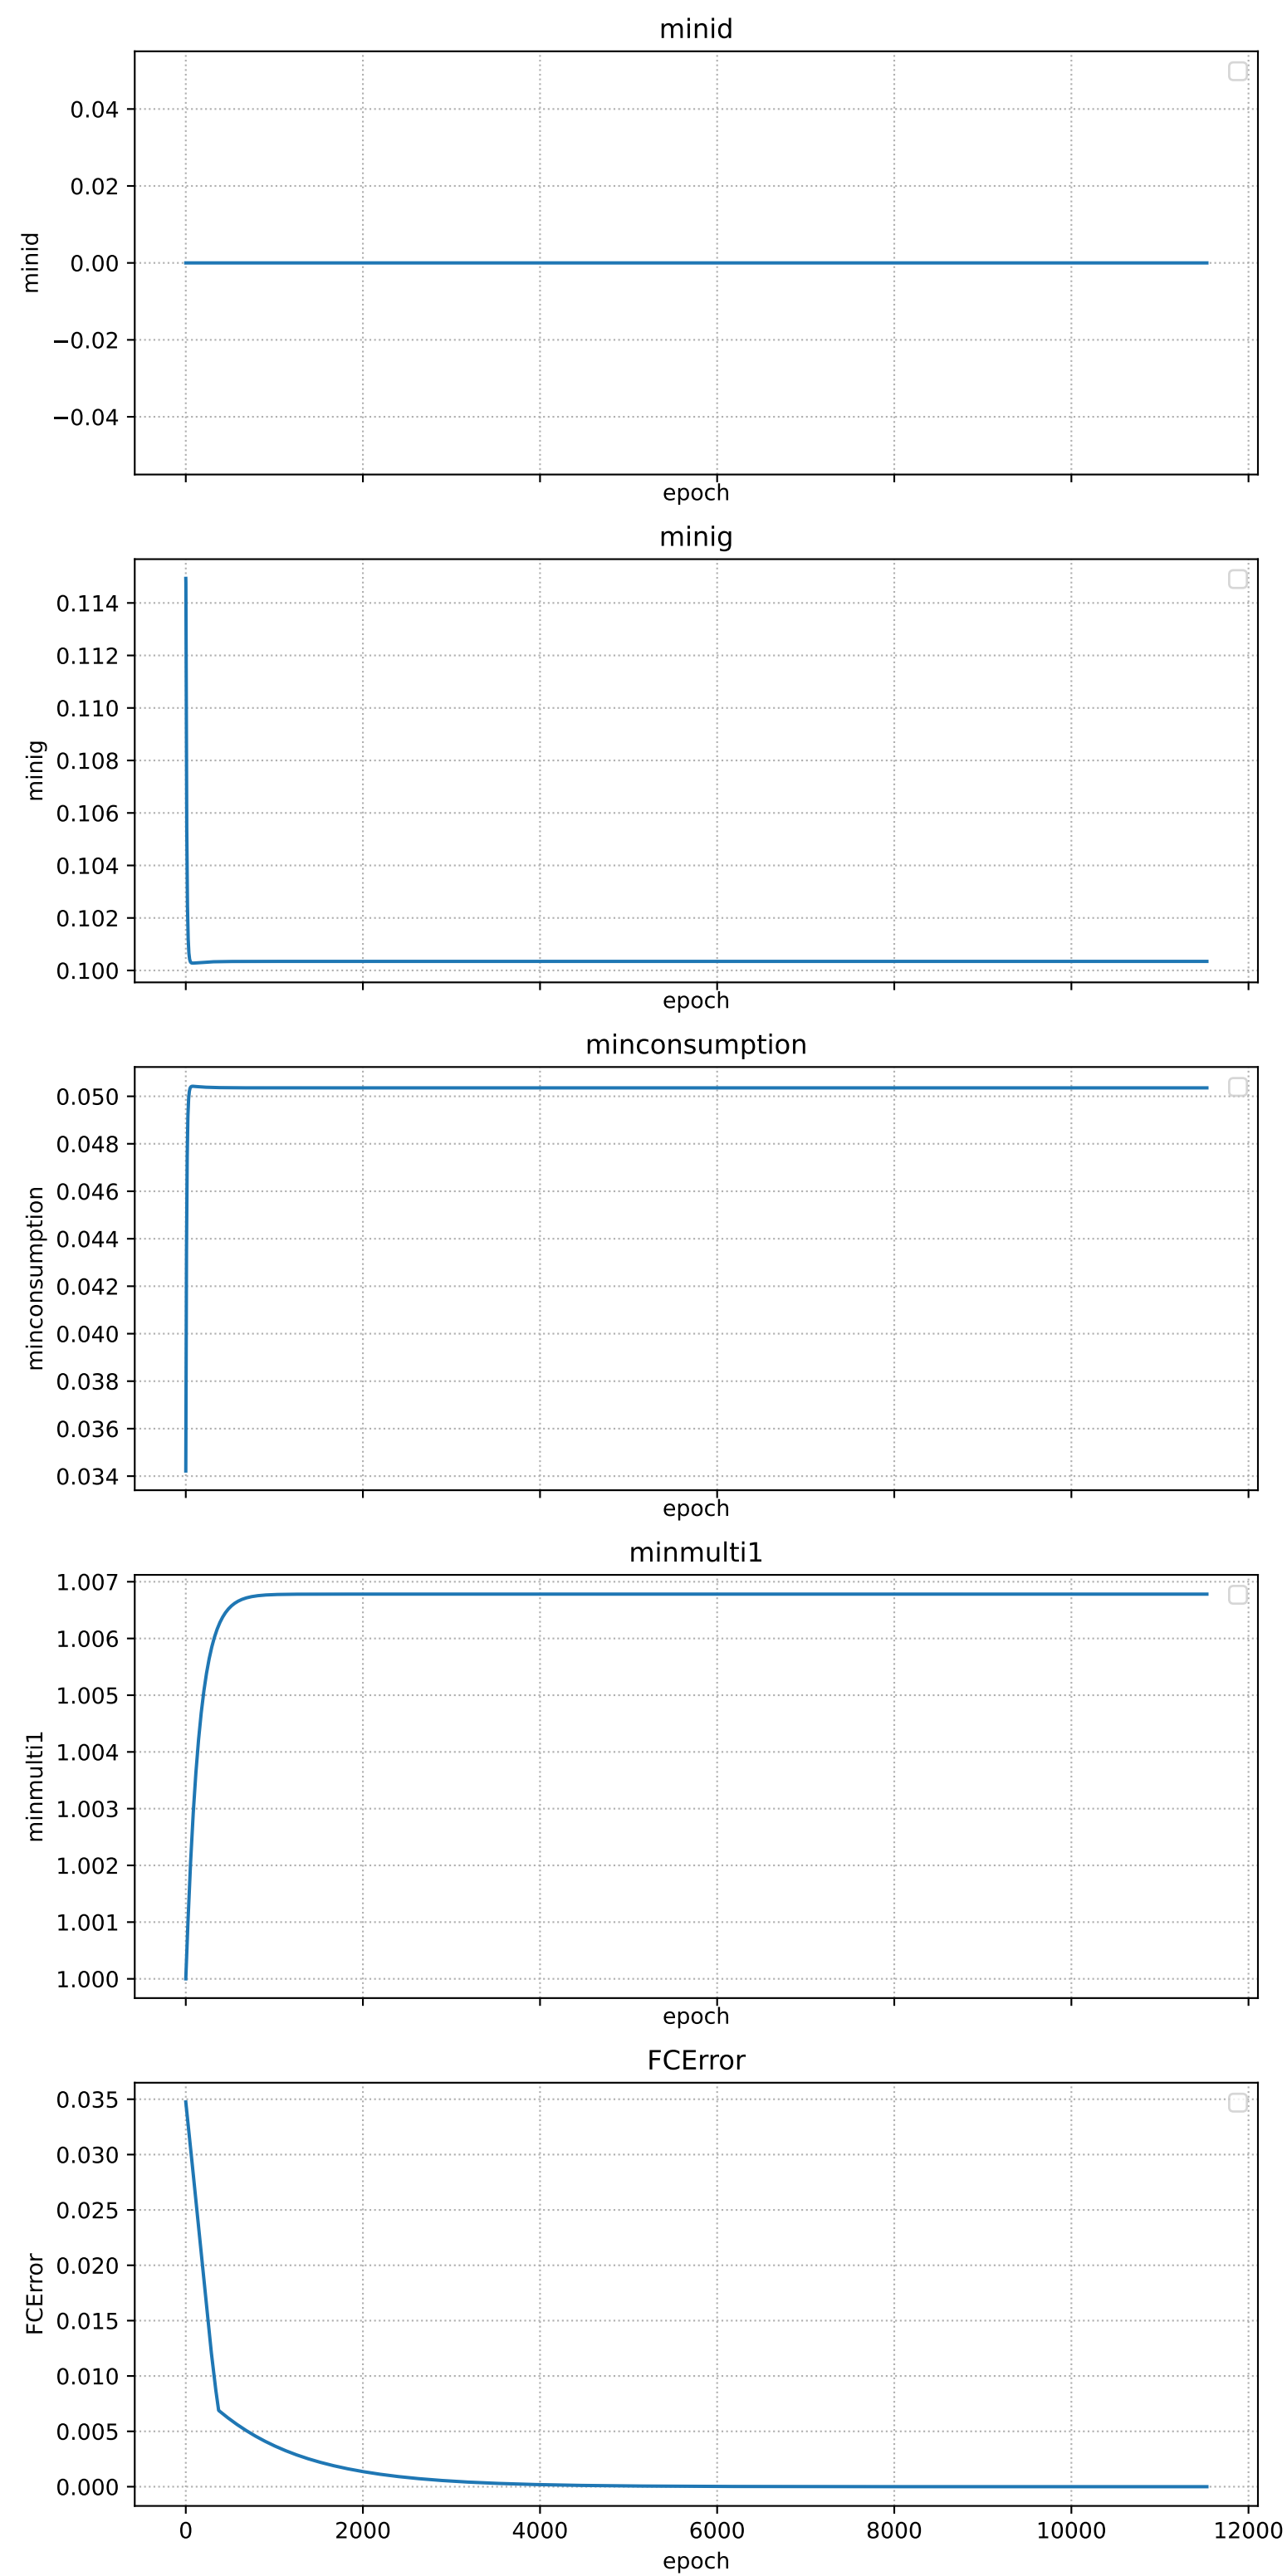 minid
0.04
0.02
0.00
−0.02
−0.04
minid
epoch
minig
0.114
0.112
0.110
0.108
0.106
0.104
0.102
0.100
minig
epoch
minconsumption
0.050
0.048
0.046
0.044
0.042
0.040
0.038
0.036
0.034
minconsumption
epoch
minmulti1
1.007
1.006
1.005
1.004
1.003
1.002
1.001
1.000
minmulti1
epoch
FCError
0.035
0.030
0.025
0.020
0.015
0.010
0.005
0.000
FCError
0 2000 4000 6000 8000 10000 12000
epoch